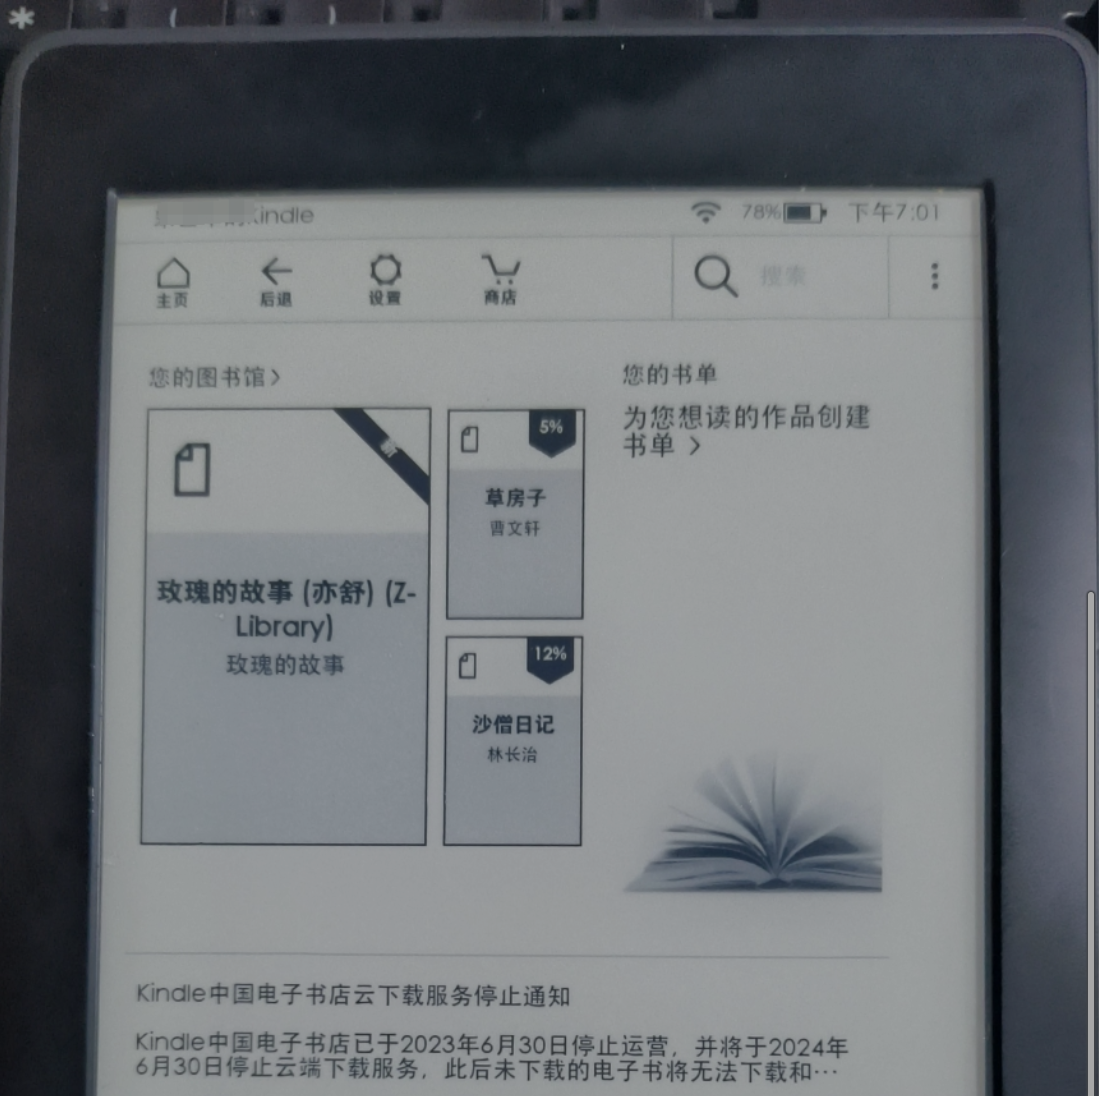 Kindle
78%
下午7:01
主页
后退
设置
商店
搜索
您的图书馆>
新
玫瑰的故事 (亦舒) (Z-
Library)
玫瑰的故事
5%
草房子
曹文轩
12%
沙僧日记
林长治
您的书单
为您想读的作品创建
书单 >
Kindle中国电子书店云下载服务停止通知
Kindle中国电子书店已于2023年6月30日停止运营，并将于2024年
6月30日停止云端下载服务，此后未下载的电子书将无法下载和…